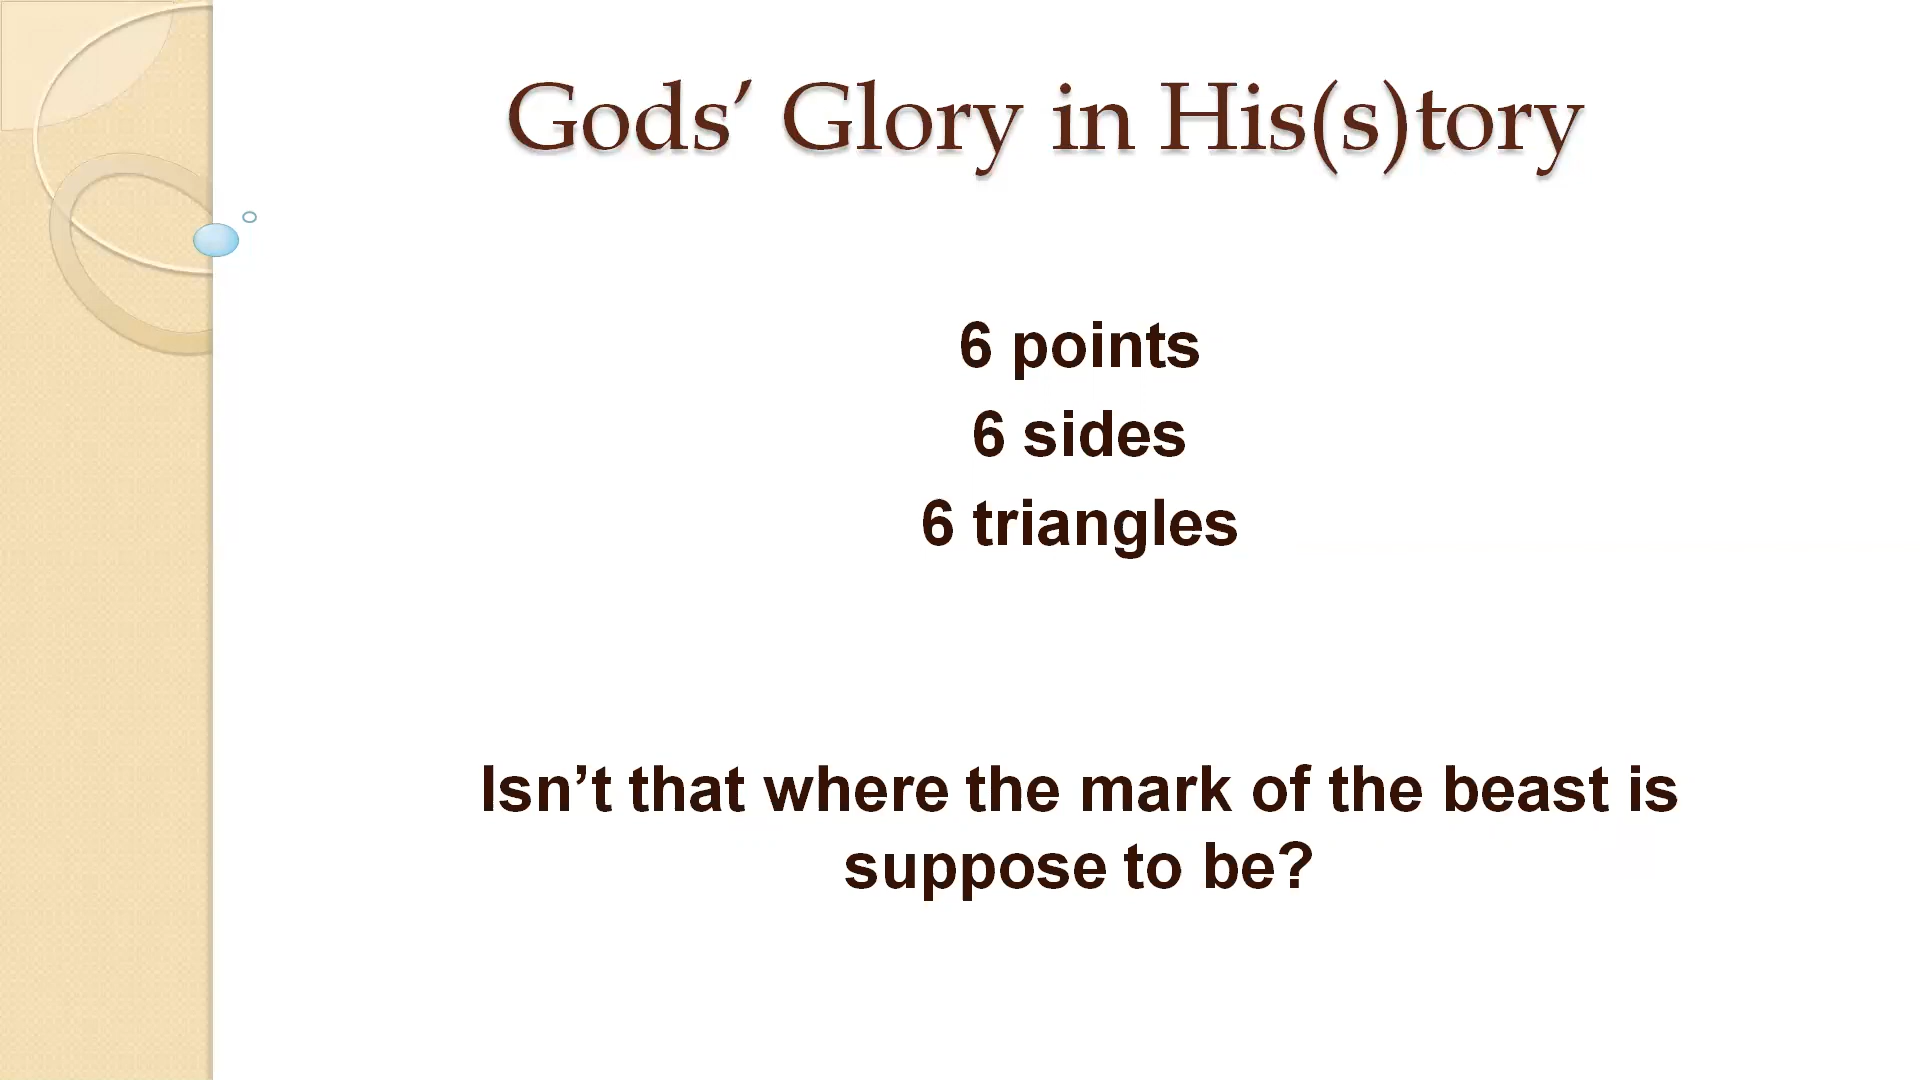 Gods’ Glory in His(s)tory
6 points
6 sides
6 triangles
Isn’t that where the mark of the beast is
suppose to be?